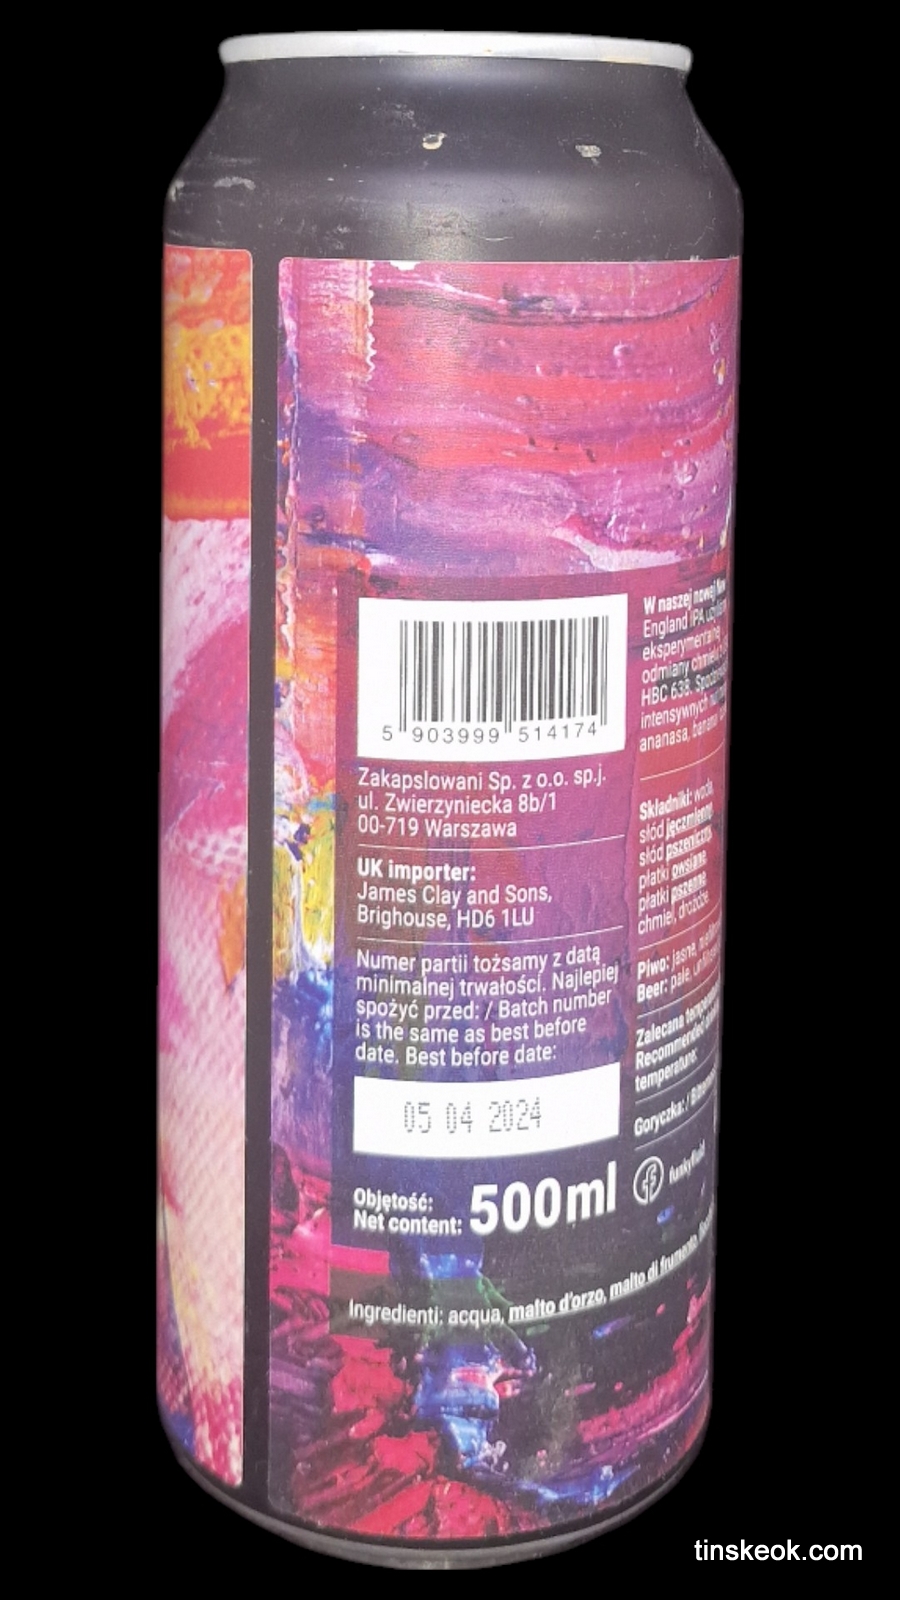 5 903999 514174
Zakapslowani Sp. z o.o. sp.j.
ul. Zwierzyniecka 8b/1
00-719 Warszawa
UK importer:
James Clay and Sons,
Brighouse, HD6 1LU
Numer partii tożsamy z datą
minimalnej trwałości. Najlepiej
spożyć przed: / Batch number
is the same as best before
date. Best before date:
05 04 2024
Objętość:
Net content: 500ml
W naszej nowej New
England IPA
eksperymentalne
odmiany
HBC 638.
intensywnych
ananasa,
Składniki: woda,
słód jęczmienny,
słód pszeniczny,
płatki owsiane,
płatki pszenne,
chmiel, drożdże.
Piwo: jasne,
Beer: pale,
Zalecana
Recommended
temperature:
Goryczka: /
funkyfluid
Ingredienti: acqua, malto d'orzo, malto di frumento,
tinskeok.com